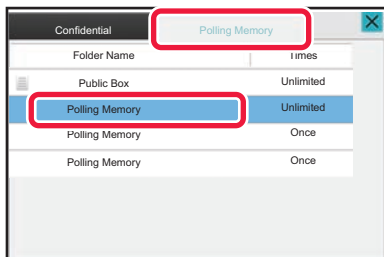 Confidential Polling Memory
Folder Name Times
Public Box Unlimited
Polling Memory Unlimited
Polling Memory Once
Polling Memory Once